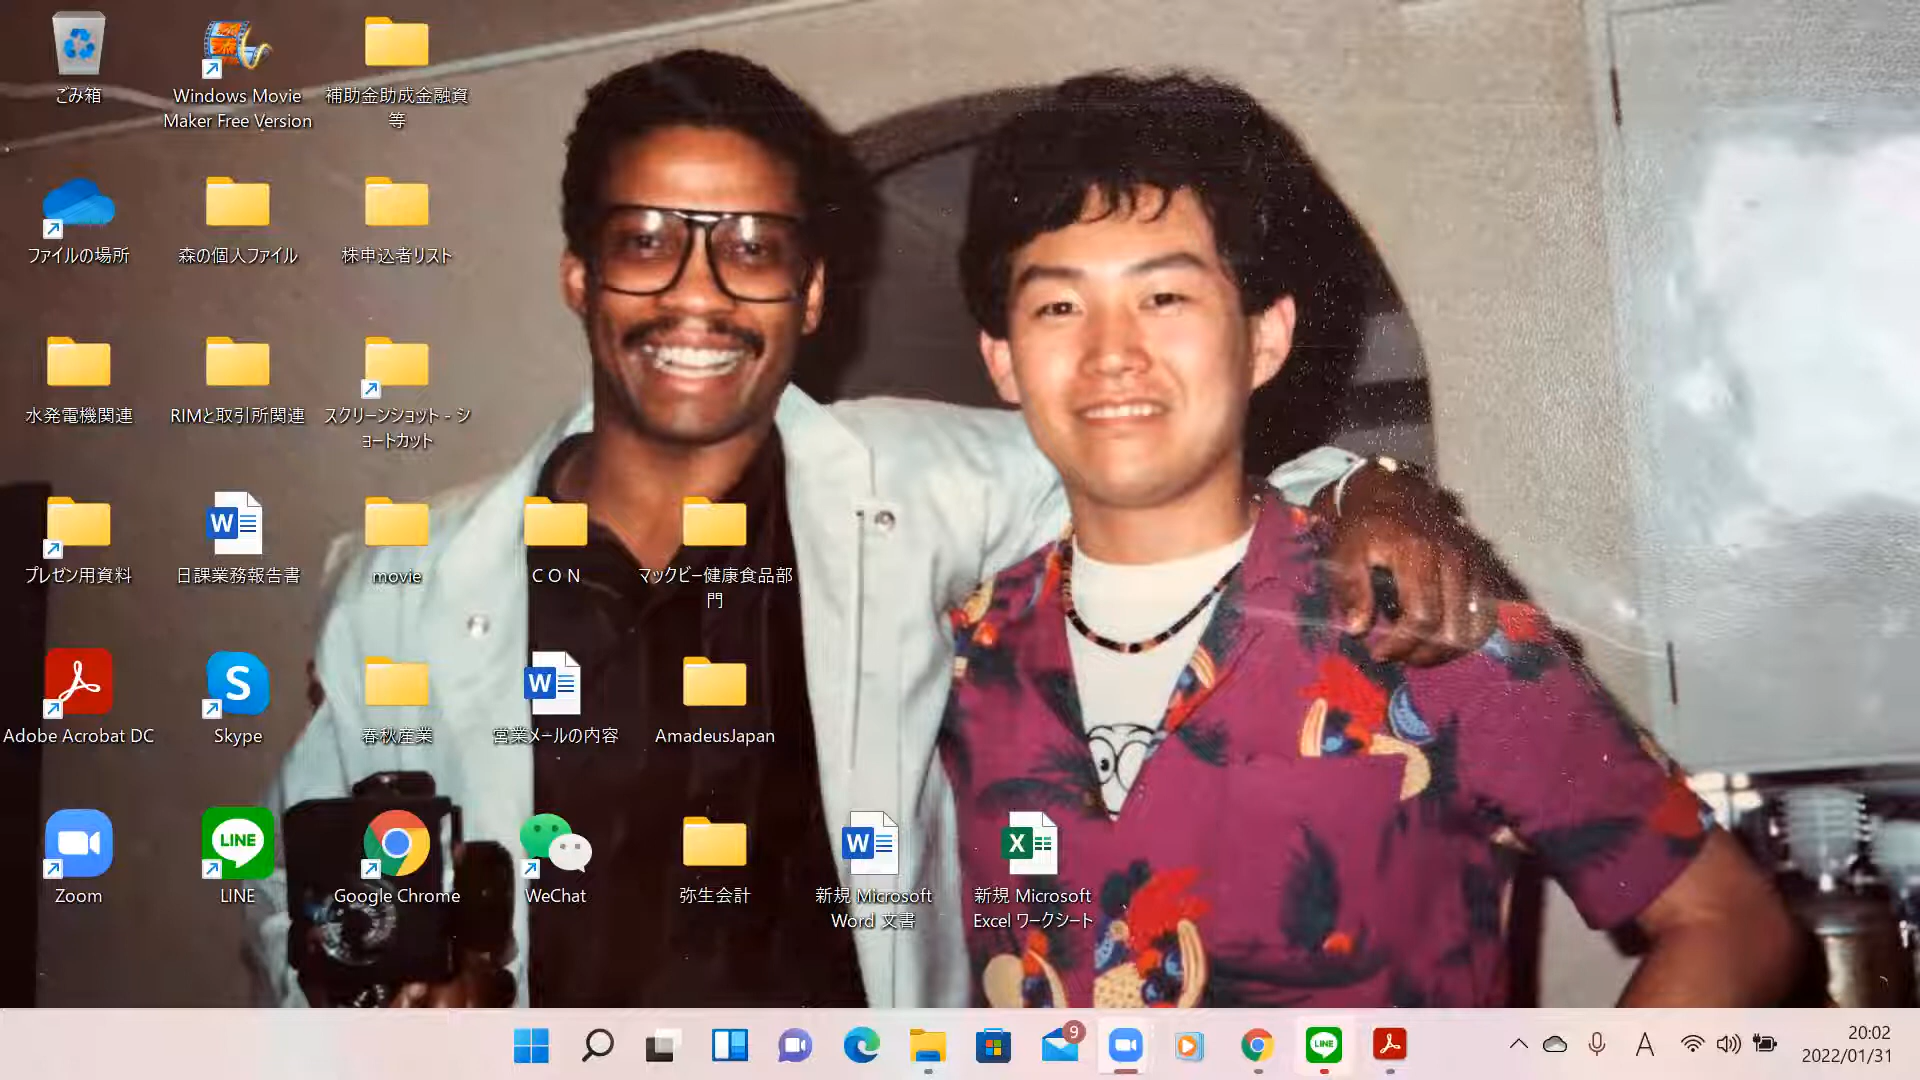 ごみ箱
Windows Movie
Maker Free Version
補助金助成金融資
等
ファイルの場所
森の個人ファイル
株申込者リスト
水発電機関連
RIMと取引所関連
スクリーンショット - シ
ョートカット
プレゼン用資料
日課業務報告書
movie
ＣＯＮ
マックビー健康食品部
門
Adobe Acrobat DC
Skype
春秋産業
営業メールの内容
AmadeusJapan
Zoom
LINE
LINE
Google Chrome
WeChat
弥生会計
新規 Microsoft
Word 文書
新規 Microsoft
Excel ワークシート
9
LINE
A
20:02
2022/01/31